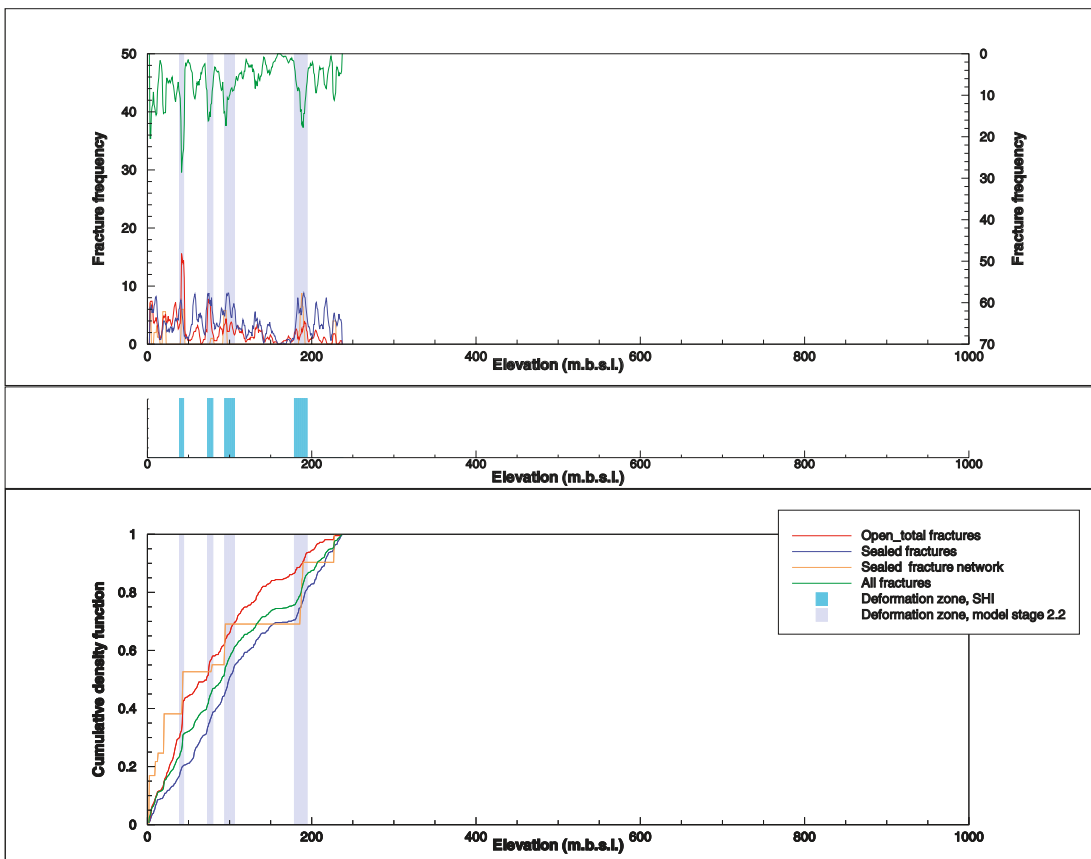 50
40
30
20
10
0
Fracture frequency
0
10
20
30
40
50
60
70
Fracture frequency
0 200 400 600 800 1000
Elevation (m.b.s.l.)
0 200 400 600 800 1000
Elevation (m.b.s.l.)
1
0.8
0.6
0.4
0.2
0
Cumulative density function
Open_total fractures
Sealed fractures
Sealed fracture network
All fractures
Deformation zone, SHI
Deformation zone, model stage 2.2
0 200 400 600 800 1000
Elevation (m.b.s.l.)